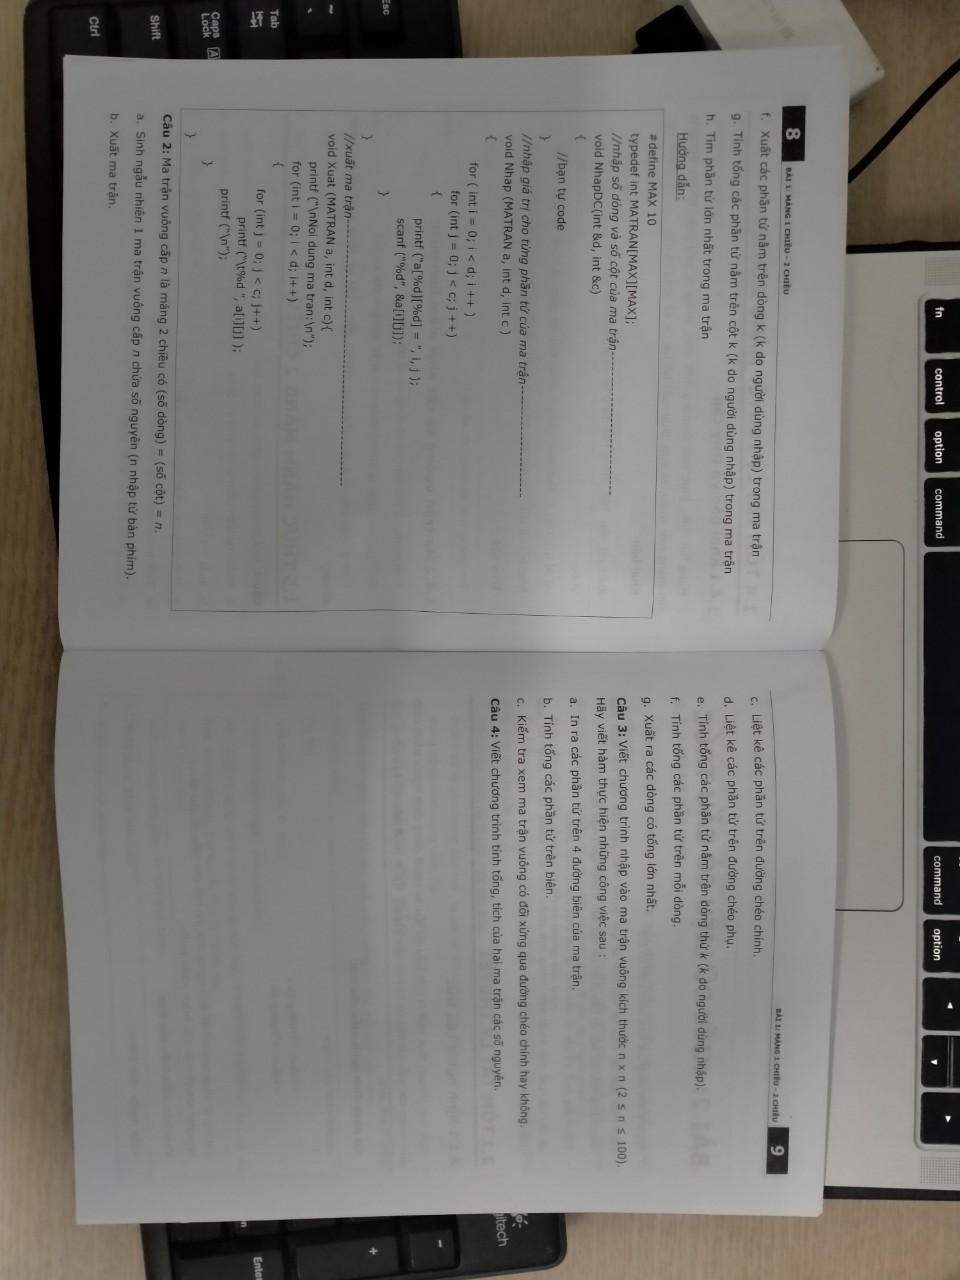 8 BÀI 1: MẢNG 1 CHIỀU - 2 CHIỀU
f. Xuất các phần tử nằm trên dòng k (k do người dùng nhập) trong ma trận
g. Tính tổng các phần tử nằm trên cột k (k do người dùng nhập) trong ma trận
h. Tìm phần tử lớn nhất trong ma trận
Hướng dẫn:
#define MAX 10
typedef int MATRAN[MAX][MAX];
//nhập số dòng và số cột của ma trận----------------------------
void NhapDC(int &d, int &c)
{
//bạn tự code
}
//nhập giá trị cho từng phần tử của ma trận----------------------
void Nhap (MATRAN a, int d, int c )
{
for ( int i = 0; i < d; i ++ )
for (int j = 0; j < c; j ++)
{
printf ("a[%d][%d] = ", i, j );
scanf ("%d", &a[i][j]);
}
}
//xuất ma trận---------------------------------------------------
void Xuat (MATRAN a, int d, int c){
printf ("\nNoi dung ma tran:\n");
for (int i = 0; i < d; i++)
{
for (int j = 0; j < c; j++)
printf ("\t%d ", a[i][j] );
printf ("\n");
}
}
Câu 2: Ma trận vuông cấp n là mảng 2 chiều có (số dòng) = (số cột) = n.
a. Sinh ngẫu nhiên 1 ma trận vuông cấp n chứa số nguyên (n nhập từ bàn phím).
b. Xuất ma trận.
BÀI 1: MẢNG 1 CHIỀU - 2 CHIỀU 9
c. Liệt kê các phần tử trên đường chéo chính.
d. Liệt kê các phần tử trên đường chéo phụ.
e. Tính tổng các phần tử nằm trên dòng thứ k (k do người dùng nhập).
f. Tính tổng các phần tử trên mỗi dòng.
g. Xuất ra các dòng có tổng lớn nhất.
Câu 3: Viết chương trình nhập vào ma trận vuông kích thước n x n (2 ≤ n ≤ 100).
Hãy viết hàm thực hiện những công việc sau :
a. In ra các phần tử trên 4 đường biên của ma trận.
b. Tính tổng các phần tử trên biên.
c. Kiểm tra xem ma trận vuông có đối xứng qua đường chéo chính hay không.
Câu 4: Viết chương trình tính tổng, tích của hai ma trận các số nguyên.
Esc
Tab
Caps Lock
A
Shift
Ctrl
fn
control
option
command
command
option
gitech
Enter